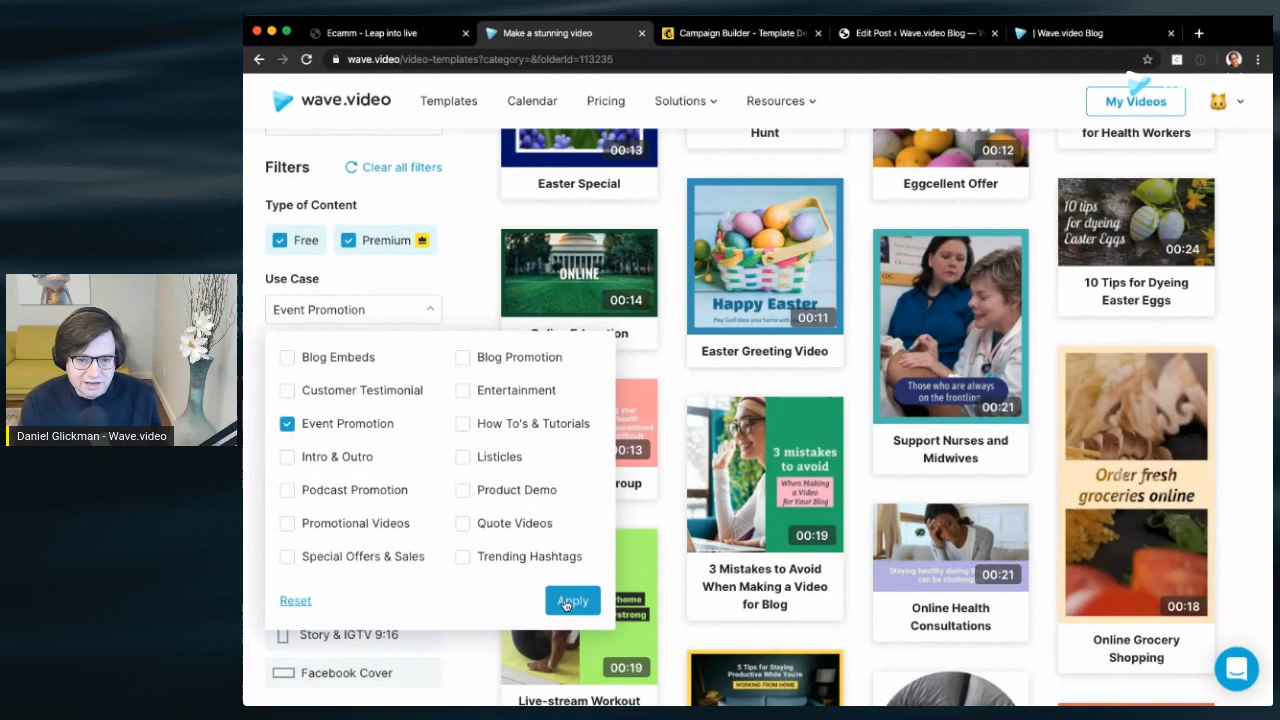 Ecamm - Leap into live
Make a stunning video
Campaign Builder - Template De
Edit Post ‹ Wave.video Blog —
| Wave.video Blog
wave.video/video-templates?category=&folderId=113235
wave.video
Templates
Calendar
Pricing
Solutions
Resources
My Videos
Filters
Clear all filters
Type of Content
Free
Premium
Use Case
Event Promotion
Blog Embeds
Blog Promotion
Customer Testimonial
Entertainment
Event Promotion
How To's & Tutorials
Intro & Outro
Listicles
Podcast Promotion
Product Demo
Promotional Videos
Quote Videos
Special Offers & Sales
Trending Hashtags
Reset
Apply
Story & IGTV 9:16
Facebook Cover
00:13
Easter Special
ONLINE
00:14
00:13
roup
home
strong
00:19
Live-stream Workout
Hunt
Happy Easter
00:11
Easter Greeting Video
3 mistakes
to avoid
When Making
a Video
for Your Blog
00:19
3 Mistakes to Avoid
When Making a Video
for Blog
5 Tips for Staying
Productive While You're
WORKING FROM HOME
00:12
Eggcellent Offer
Those who are always
on the frontline
00:21
Support Nurses and
Midwives
Staying healthy during
can be challenging
00:21
Online Health
Consultations
for Health Workers
10 tips
for dyeing
Easter Eggs
00:24
10 Tips for Dyeing
Easter Eggs
Order fresh
groceries online
00:18
Online Grocery
Shopping
Daniel Glickman - Wave.video